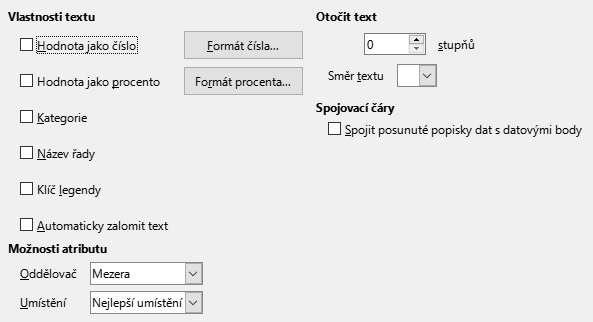 Vlastnosti textu
Hodnota jako číslo
Formát čísla...
Hodnota jako procento
Formát procenta...
Kategorie
Název řady
Klíč legendy
Automaticky zalomit text
Možnosti atributu
Oddělovač Mezera
Umístění Nejlepší umístění
Otočit text
0 stupňů
Směr textu
Spojovací čáry
Spojit posunuté popisky dat s datovými body